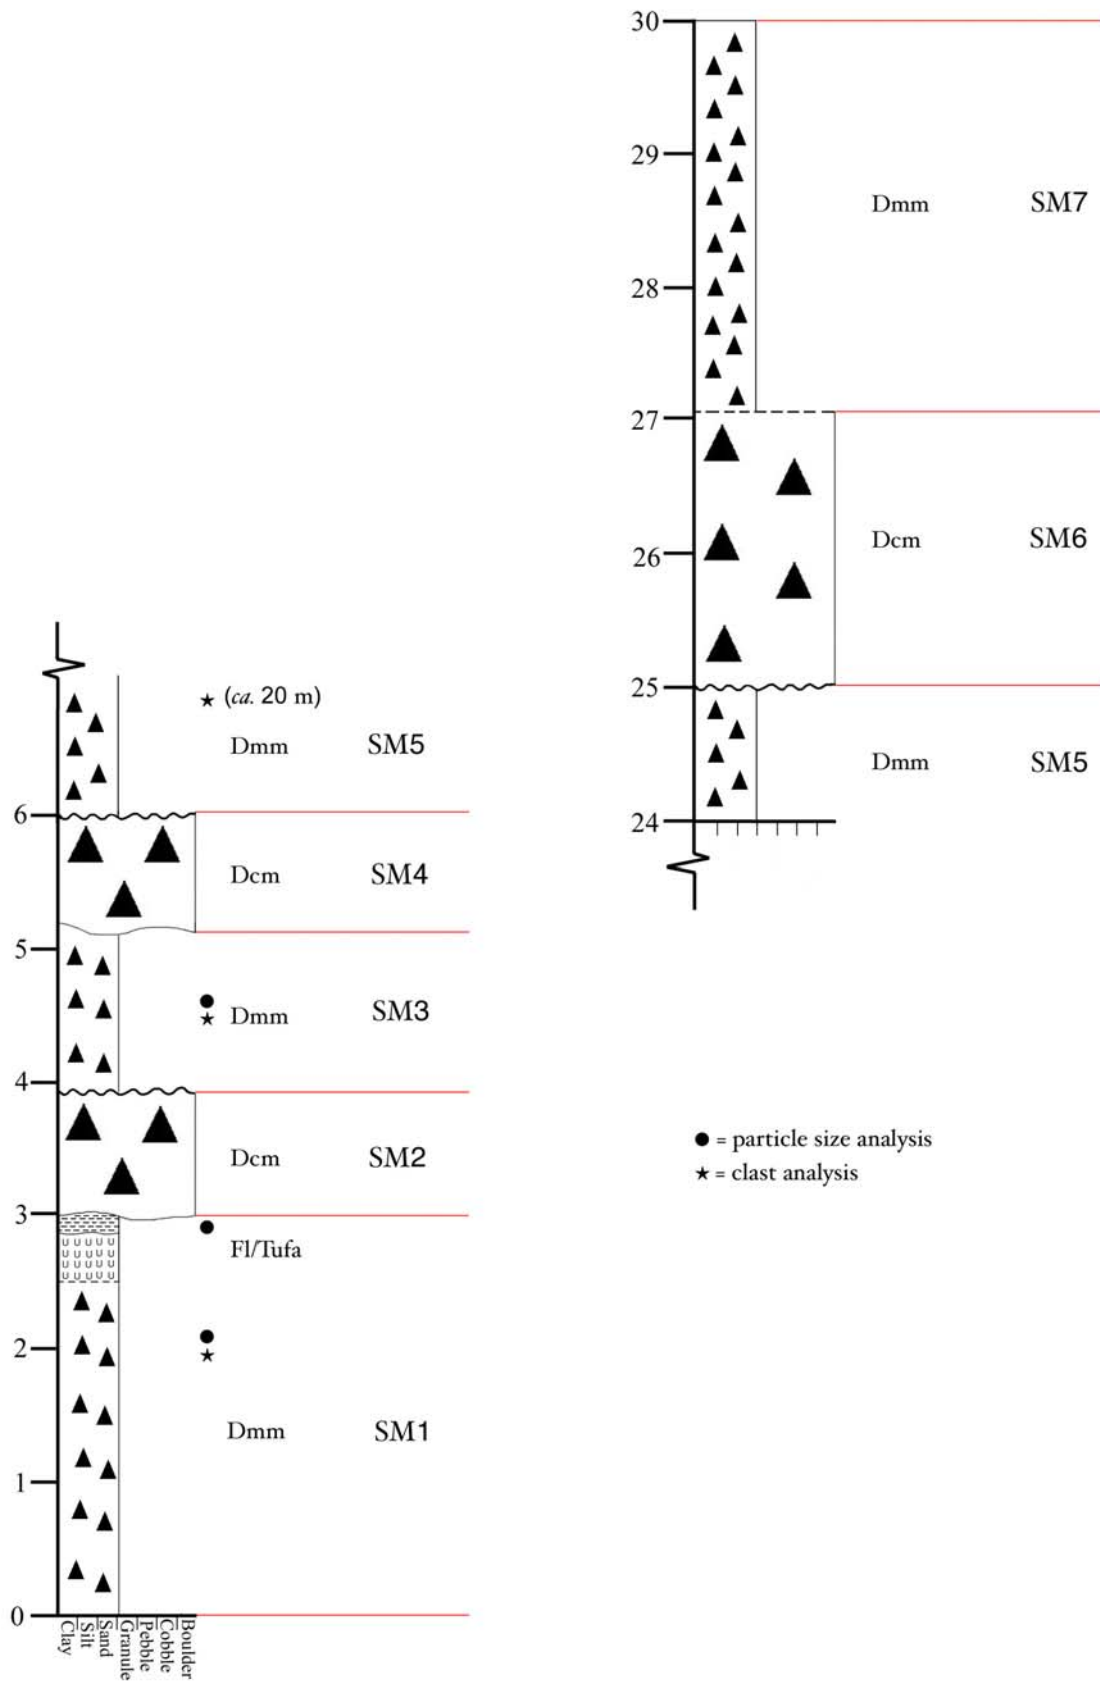 30
29
Dmm SM7
28
27
26
Dcm SM6
25
Dmm SM5
24
★ (ca. 20 m)
Dmm SM5
6
Dcm SM4
5
Dmm SM3
4
Dcm SM2
3
Fl/Tufa
2
Dmm SM1
1
0
Clay
Silt
Sand
Granule
Pebble
Cobble
Boulder
● = particle size analysis
★ = clast analysis